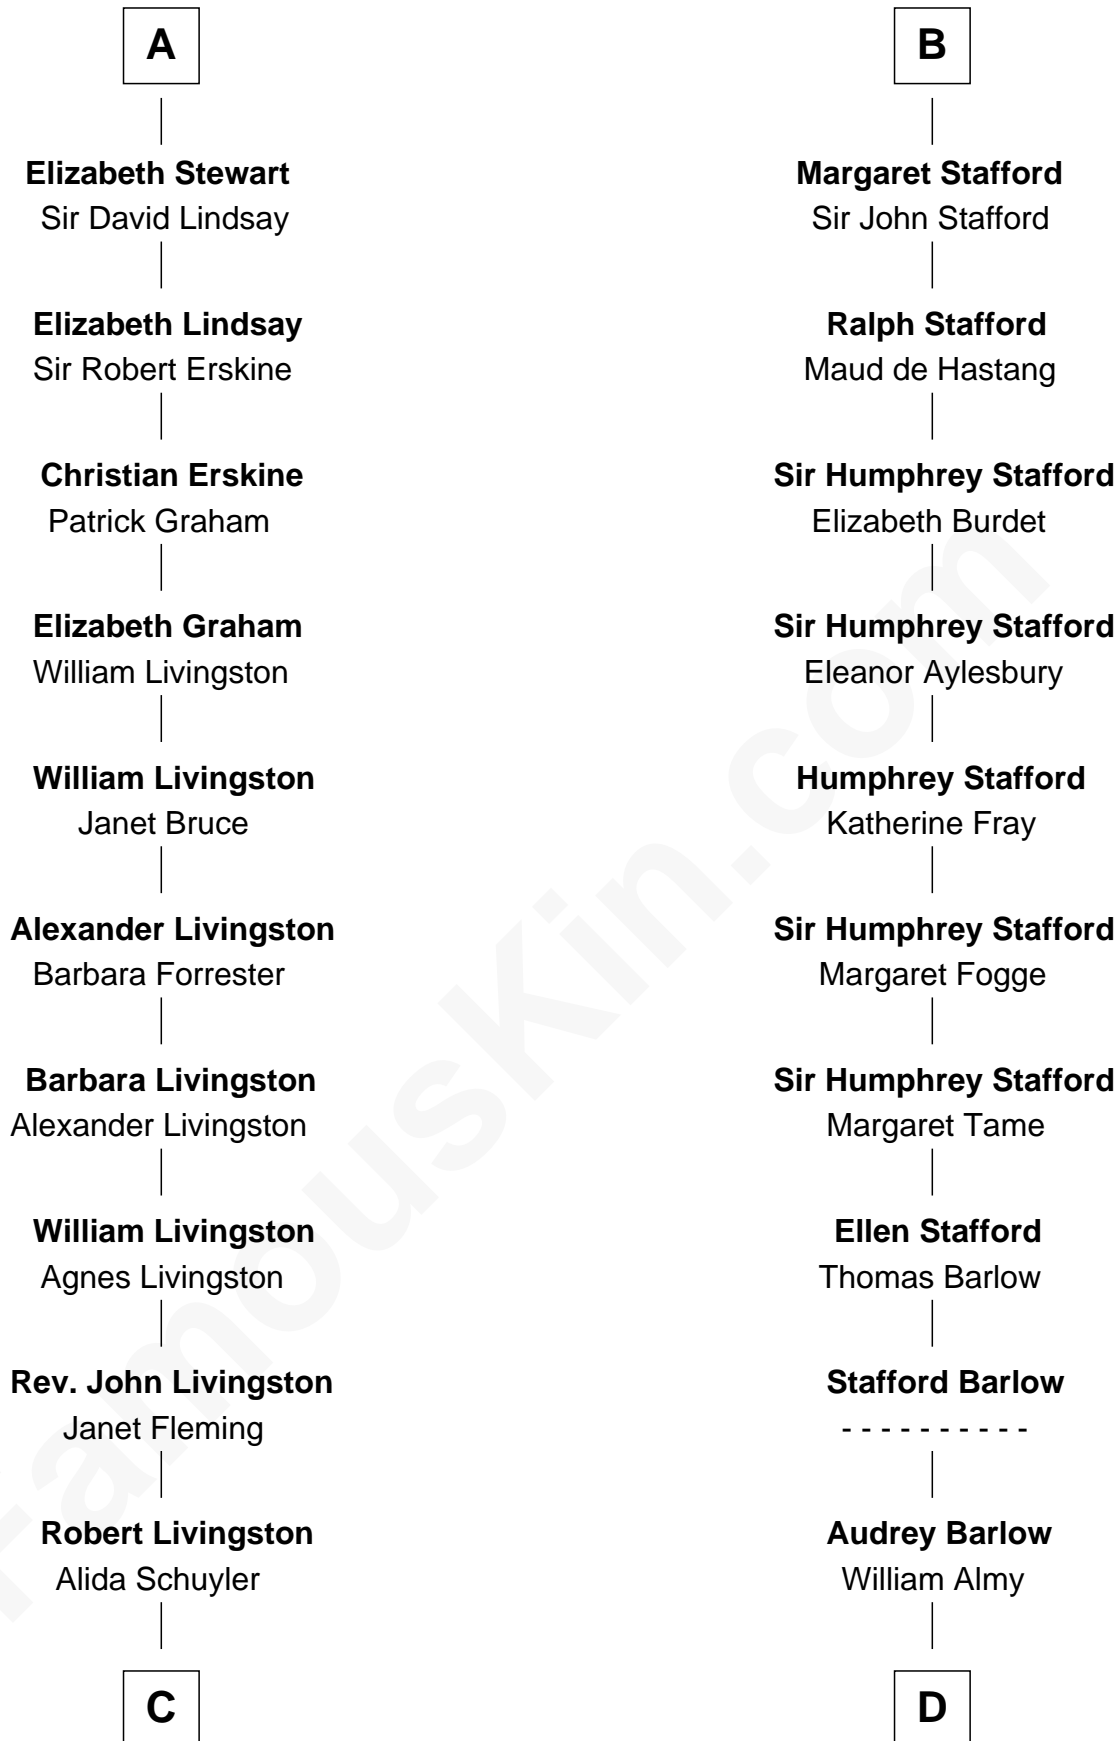 A
Elizabeth Stewart
Sir David Lindsay
Elizabeth Lindsay
Sir Robert Erskine
Christian Erskine
Patrick Graham
Elizabeth Graham
William Livingston
William Livingston
Janet Bruce
Alexander Livingston
Barbara Forrester
Barbara Livingston
Alexander Livingston
William Livingston
Agnes Livingston
Rev. John Livingston
Janet Fleming
Robert Livingston
Alida Schuyler
C
B
Margaret Stafford
Sir John Stafford
Ralph Stafford
Maud de Hastang
Sir Humphrey Stafford
Elizabeth Burdet
Sir Humphrey Stafford
Eleanor Aylesbury
Humphrey Stafford
Katherine Fray
Sir Humphrey Stafford
Margaret Fogge
Sir Humphrey Stafford
Margaret Tame
Ellen Stafford
Thomas Barlow
Stafford Barlow
- - - - - - - - - -
Audrey Barlow
William Almy
D
FamousKin.com